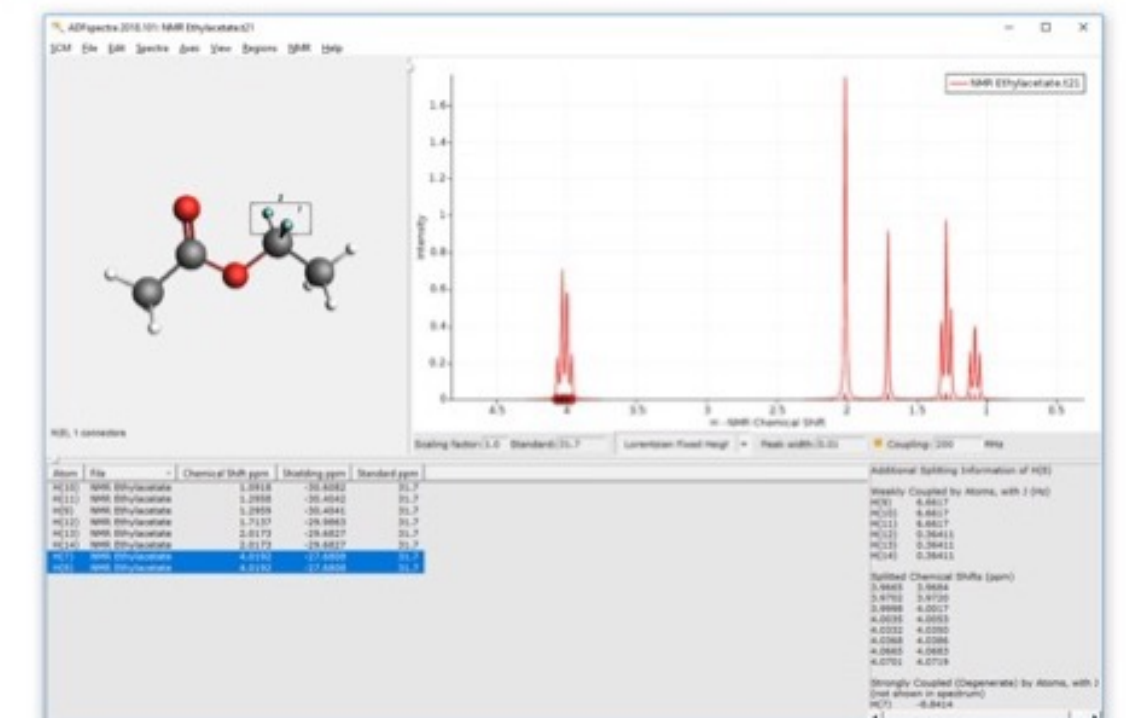 ADFspectra 2018.101: NMR Ethylacetate.t21
SCM File Edit Spectra Axes View Regions NMR Help
NMR Ethylacetate.t21
1.6
1.4
1.2
1
0.8
0.6
0.4
0.2
0
Intensity
4.5 4 3.5 3 2.5 2 1.5 1 0.5
H - NMR Chemical Shift
2
1
H(8), 1 connectors
Scaling factor: 1.0 Standard: 31.7 Lorentzian Fixed Heigl Peak width: 0.01 Coupling: 200 MHz
Atom File Chemical Shift ppm Shielding ppm Standard ppm
H(10) NMR Ethylacetate 1.0918 -30.6082 31.7
H(11) NMR Ethylacetate 1.2958 -30.4042 31.7
H(9) NMR Ethylacetate 1.2959 -30.4041 31.7
H(12) NMR Ethylacetate 1.7137 -29.9863 31.7
H(13) NMR Ethylacetate 2.0173 -29.6827 31.7
H(14) NMR Ethylacetate 2.0173 -29.6827 31.7
H(7) NMR Ethylacetate 4.0192 31.7
H(8) NMR Ethylacetate 4.0192 31.7
Additional Splitting Information of H(8)
Weakly Coupled by Atoms, with J (Hz)
H(9) 6.6617
H(10) 6.6617
H(11) 6.6617
H(12) 0.36411
H(13) 0.36411
H(14) 0.36411
Splitted Chemical Shifts (ppm)
3.9665 3.9684
3.9702 3.9720
3.9998 4.0017
4.0035 4.0053
4.0332 4.0350
4.0368 4.0386
4.0665 4.0683
4.0701 4.0719
Strongly Coupled (Degenerate) by Atoms, with J
(not shown in spectrum)
H(7) -8.8414